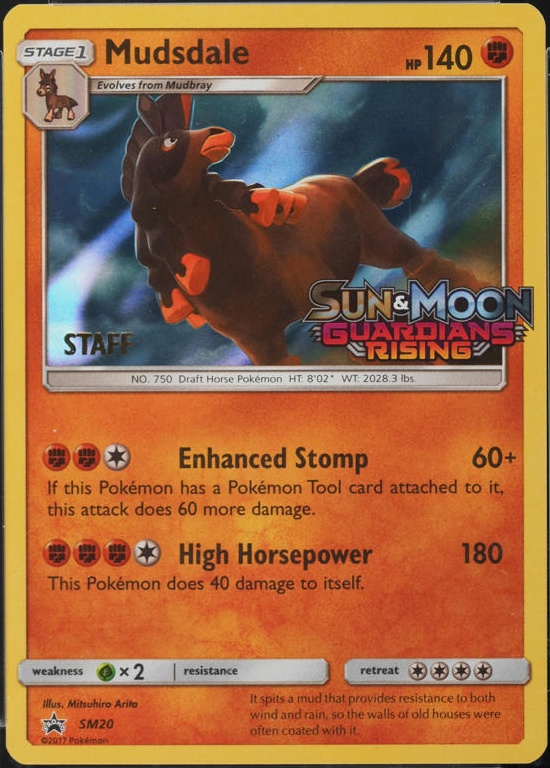 STAGE 1
Mudsdale
HP 140
Evolves from Mudbray
STAFF
SUN & MOON
GUARDIANS
RISING
NO. 750 Draft Horse Pokémon HT: 8'02" WT: 2028.3 lbs.
Enhanced Stomp 60+
If this Pokémon has a Pokémon Tool card attached to it,
this attack does 60 more damage.
High Horsepower 180
This Pokémon does 40 damage to itself.
weakness × 2 resistance retreat
Illus. Mitsuhiro Arita
SM20
©2017 Pokémon
It spits a mud that provides resistance to both
wind and rain, so the walls of old houses were
often coated with it.